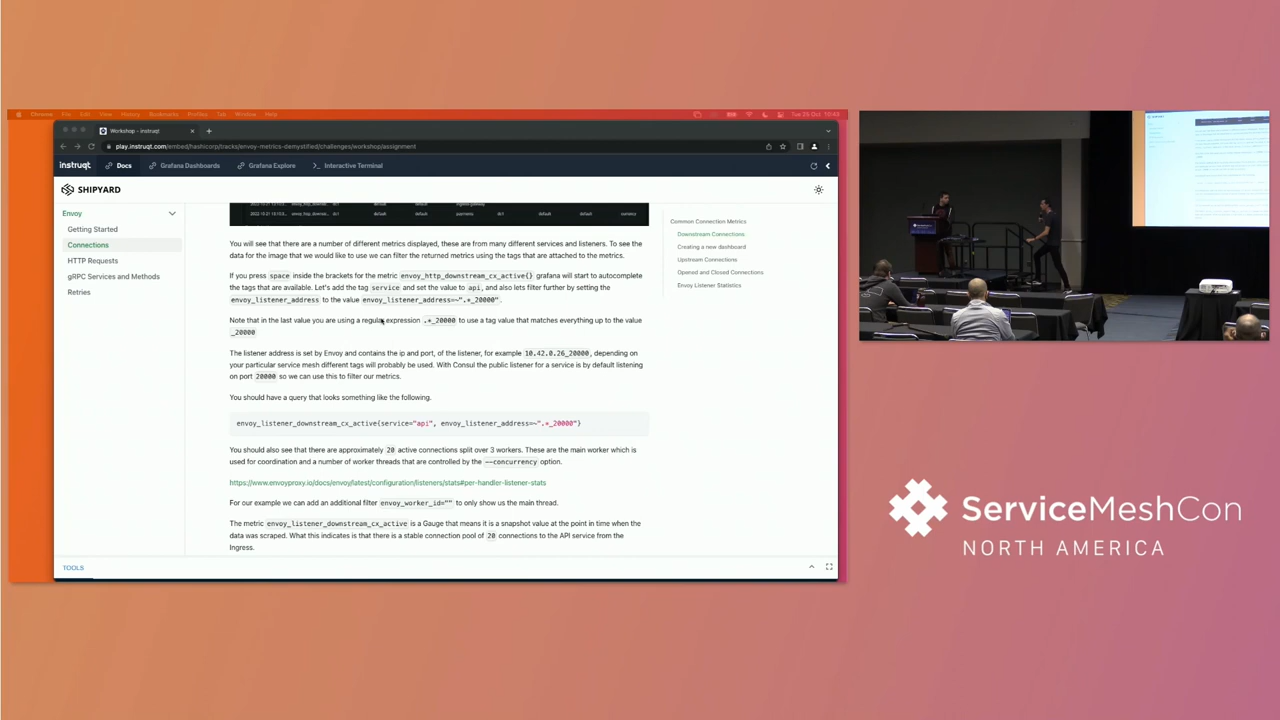 Chrome File Edit View History Bookmarks Profiles Tab Window Help
Tue 25 Oct 10:43
Workshop - instruqt
play.instruqt.com/embed/hashicorp/tracks/envoy-metrics-demystified/challenges/workshop/assignment
instruqt Docs Grafana Dashboards Grafana Explore Interactive Terminal
SHIPYARD
Envoy
Getting Started
Connections
HTTP Requests
gRPC Services and Methods
Retries
You will see that there are a number of different metrics displayed, these are from many different services and listeners. To see the
data for the image that we would like to use we can filter the returned metrics using the tags that are attached to the metrics.
If you press space inside the brackets for the metric envoy_http_downstream_cx_active{} grafana will start to autocomplete
the tags that are available. Let's add the tag service and set the value to api, and also lets filter further by setting the
envoy_listener_address to the value envoy_listener_address=~".*_20000".
Note that in the last value you are using a regular expression .*_20000 to use a tag value that matches everything up to the value
_20000
The listener address is set by Envoy and contains the ip and port, of the listener, for example 10.42.0.26_20000, depending on
your particular service mesh different tags will probably be used. With Consul the public listener for a service is by default listening
on port 20000 so we can use this to filter our metrics.
You should have a query that looks something like the following.
envoy_listener_downstream_cx_active{service="api", envoy_listener_address=~".*_20000"}
You should also see that there are approximately 20 active connections split over 3 workers. These are the main worker which is
used for coordination and a number of worker threads that are controlled by the --concurrency option.
https://www.envoyproxy.io/docs/envoy/latest/configuration/listeners/stats#per-handler-listener-stats
For our example we can add an additional filter envoy_worker_id="" to only show us the main thread.
The metric envoy_listener_downstream_cx_active is a Gauge that means it is a snapshot value at the point in time when the
data was scraped. What this indicates is that there is a stable connection pool of 20 connections to the API service from the
Ingress.
Common Connection Metrics
Downstream Connections
Creating a new dashboard
Upstream Connections
Opened and Closed Connections
Envoy Listener Statistics
TOOLS
ServiceMeshCon
NORTH AMERICA